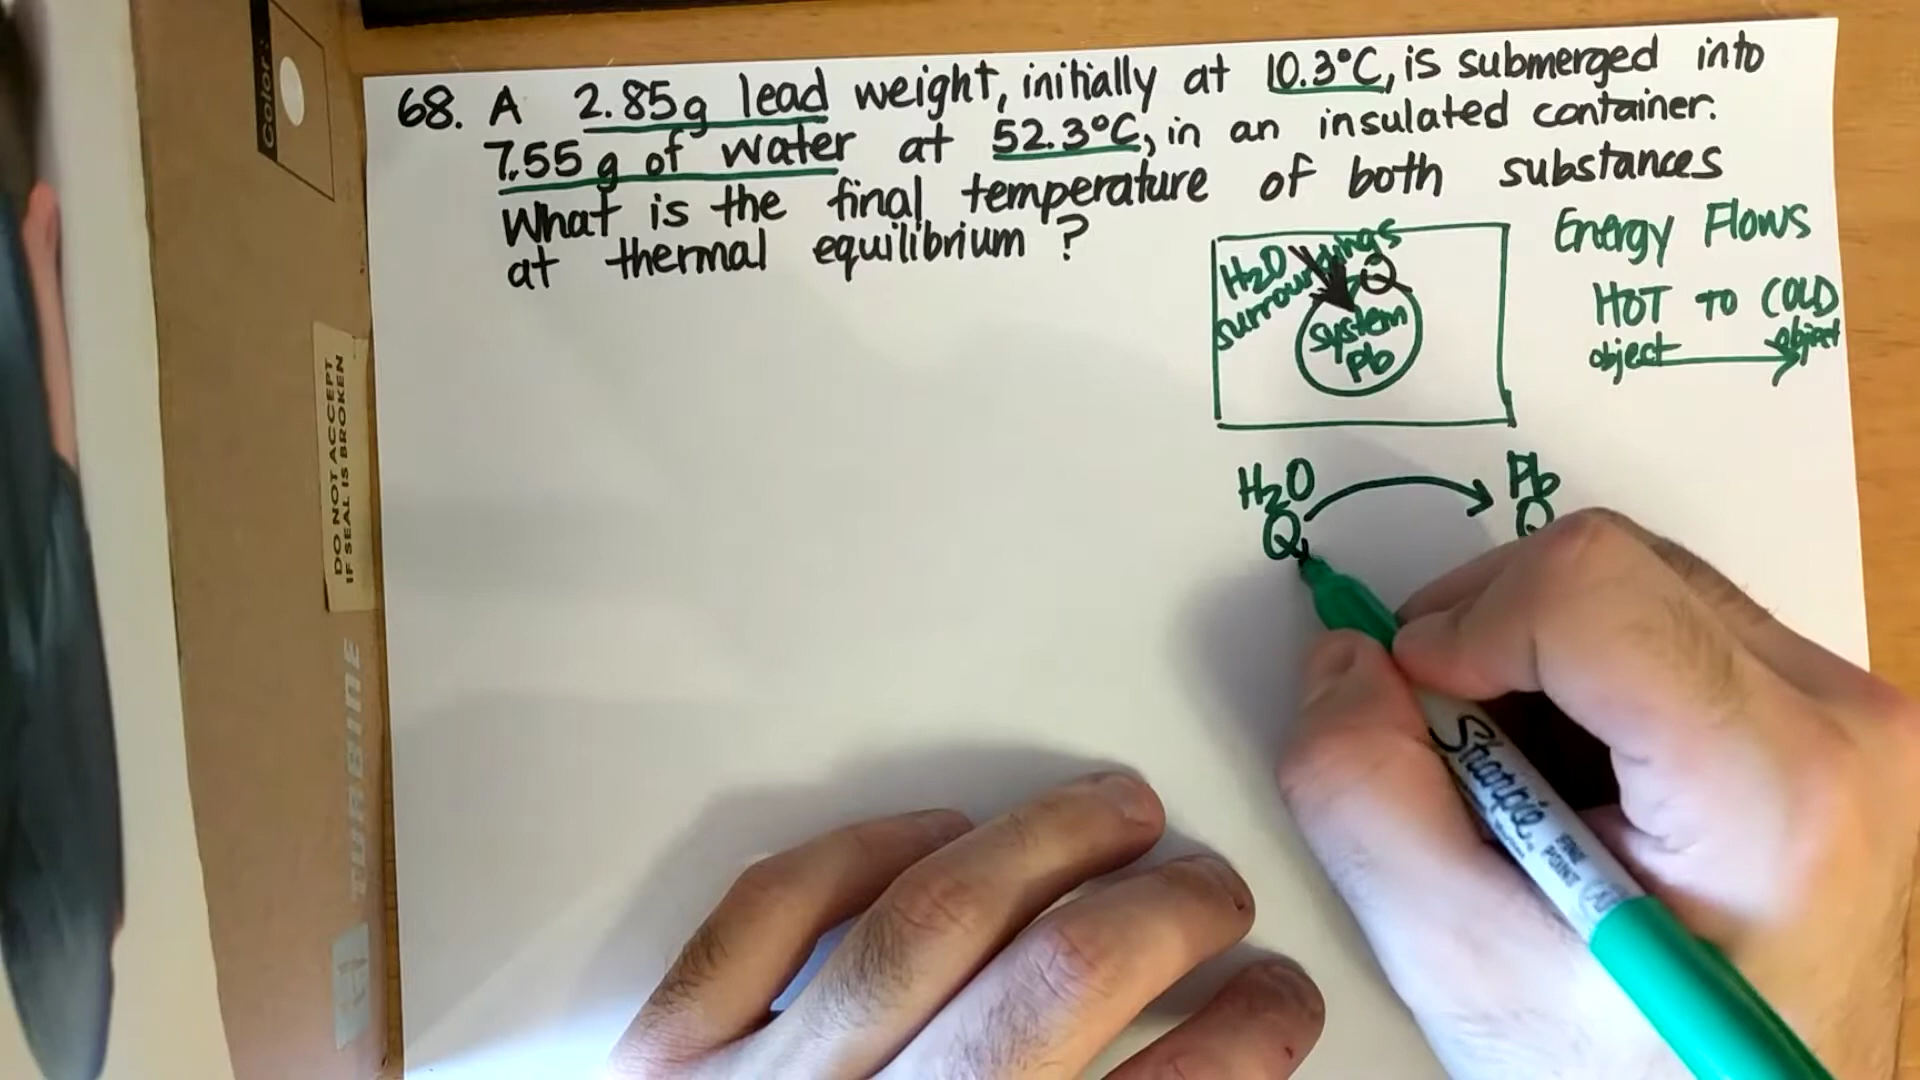 68. A 2.85g lead weight, initially at 10.3°C, is submerged into
7.55 g of water at 52.3°C, in an insulated container.
What is the final temperature of both substances
at thermal equilibrium?
H2O
surroundings
Q
system
Pb
Energy Flows
HOT TO COLD
object object
H2O Pb
Q Q
Color:
DO NOT ACCEPT
IF SEAL IS BROKEN
TURBINE
Sharpie
FINE POINT